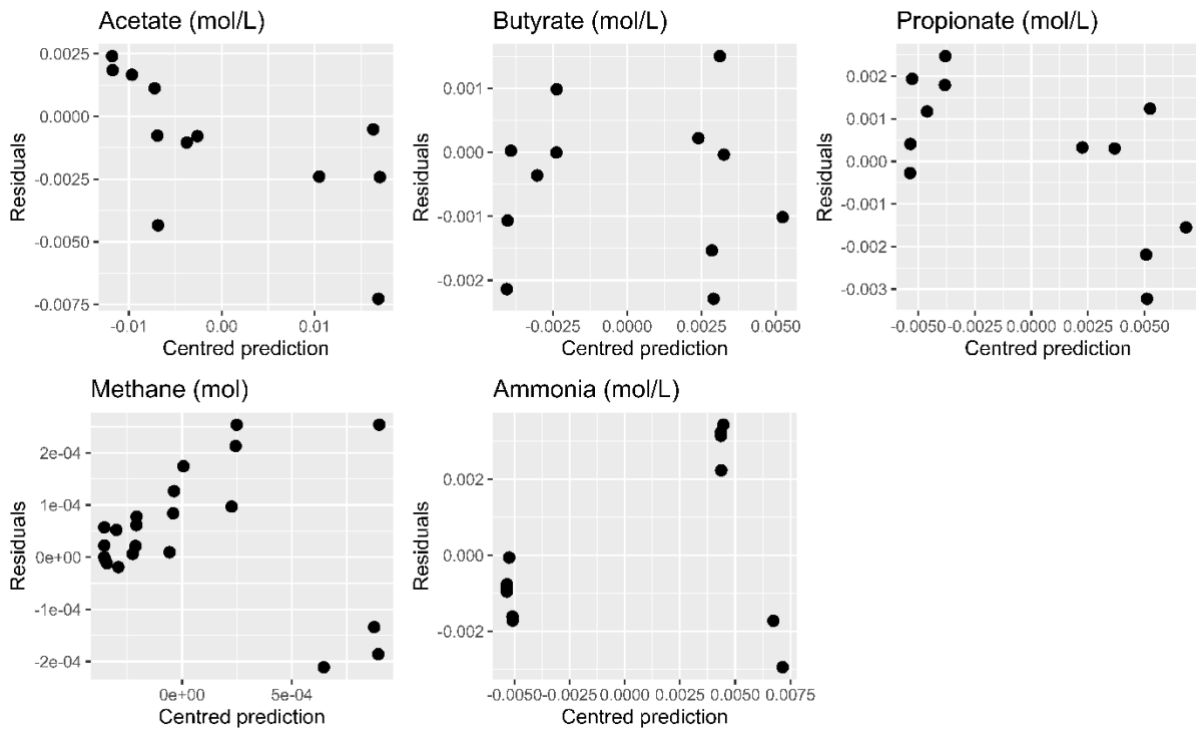 Acetate (mol/L)
0.0025
0.0000
-0.0025
-0.0050
-0.0075
Residuals
-0.01 0.00 0.01
Centred prediction
Butyrate (mol/L)
0.001
0.000
-0.001
-0.002
Residuals
-0.0025 0.0000 0.0025 0.0050
Centred prediction
Propionate (mol/L)
0.002
0.001
0.000
-0.001
-0.002
-0.003
Residuals
-0.0050 -0.0025 0.0000 0.0025 0.0050
Centred prediction
Methane (mol)
2e-04
1e-04
0e+00
-1e-04
-2e-04
Residuals
0e+00 5e-04
Centred prediction
Ammonia (mol/L)
0.002
0.000
-0.002
Residuals
-0.0050 -0.0025 0.0000 0.0025 0.0050 0.0075
Centred prediction